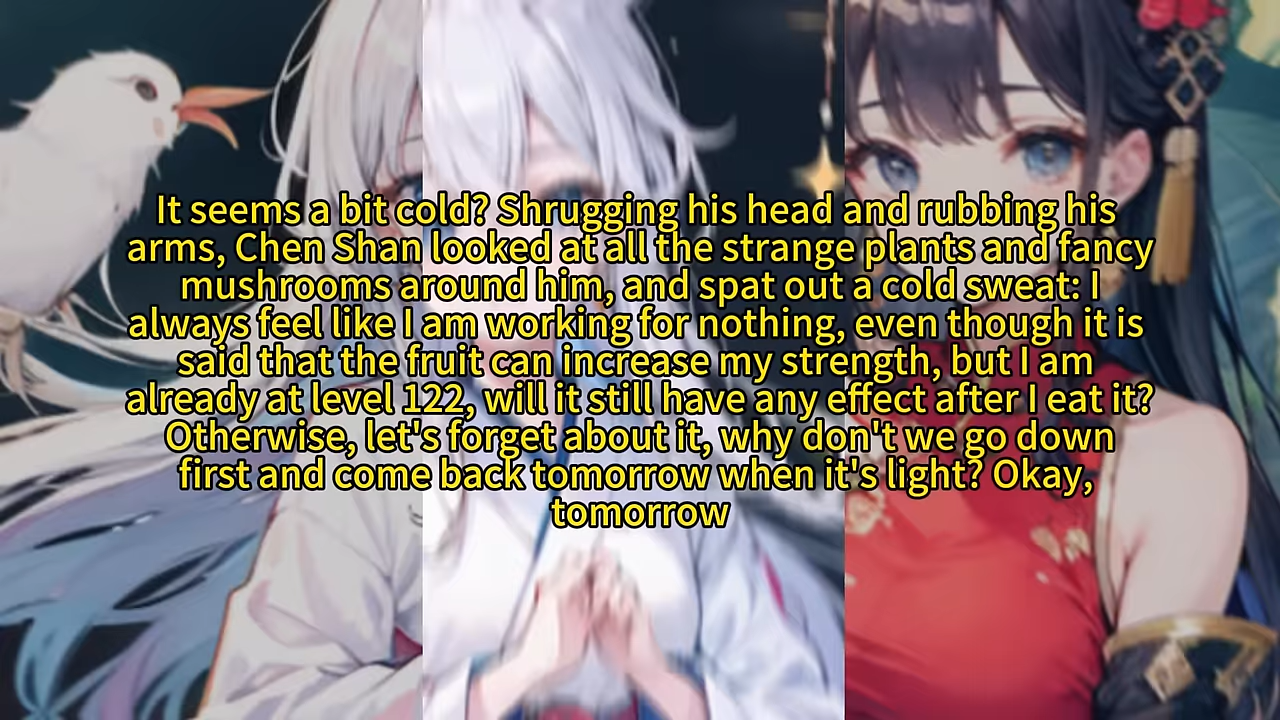 It seems a bit cold? Shrugging his head and rubbing his
arms, Chen Shan looked at all the strange plants and fancy
mushrooms around him, and spat out a cold sweat: I
always feel like I am working for nothing, even though it is
said that the fruit can increase my strength, but I am
already at level 122, will it still have any effect after I eat it?
Otherwise, let's forget about it, why don't we go down
first and come back tomorrow when it's light? Okay,
tomorrow